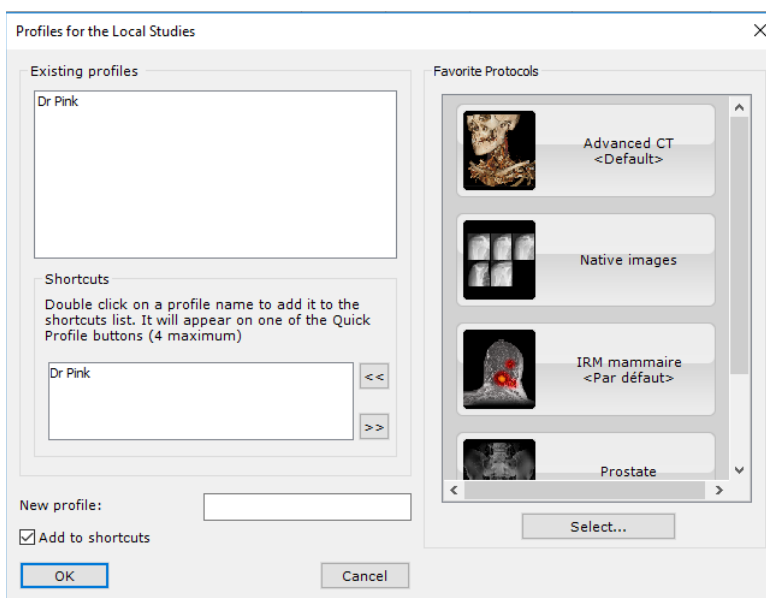 Profiles for the Local Studies
Existing profiles
Dr Pink
Shortcuts
Double click on a profile name to add it to the
shortcuts list. It will appear on one of the Quick
Profile buttons (4 maximum)
Dr Pink
<<
>>
New profile:
Add to shortcuts
OK
Cancel
Favorite Protocols
Advanced CT
<Default>
Native images
IRM mammaire
<Par défaut>
Prostate
Select...